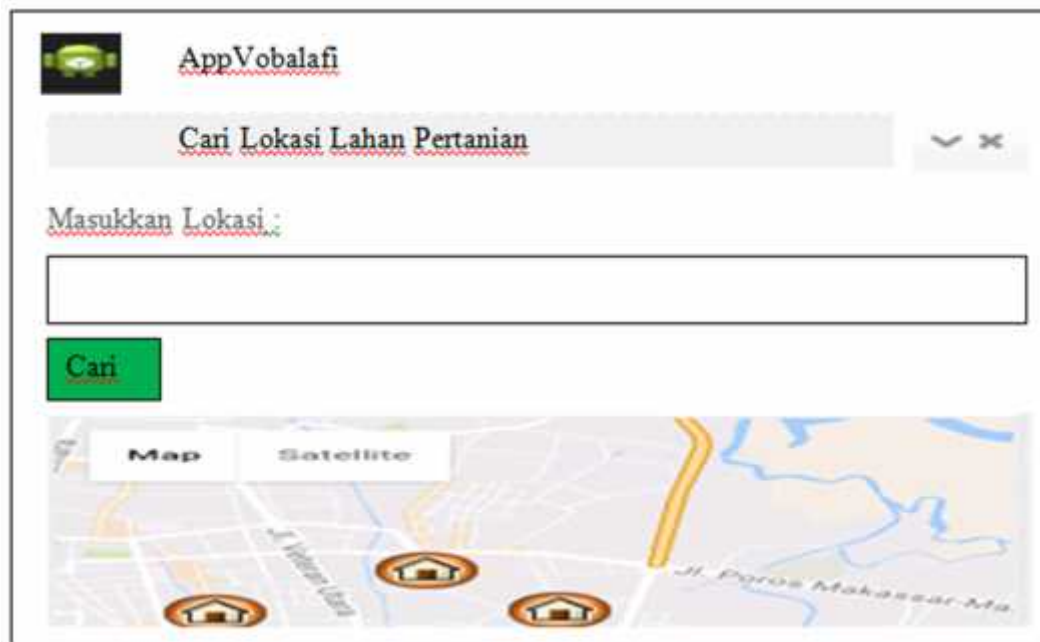 AppVobalafi
Cari Lokasi Lahan Pertanian
Masukkan Lokasi :
Cari
Map Satellite
Jl. Veteran Utara
Jl. Poros Makassar-Ma.